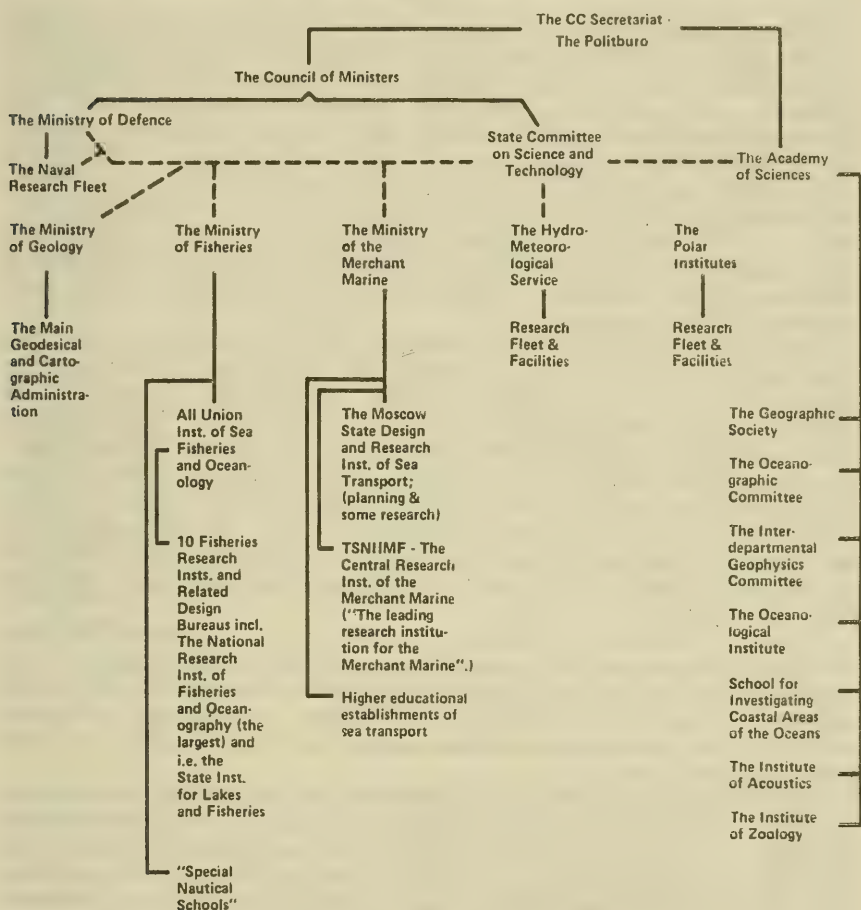 The CC Secretariat -
The Politburo
The Council of Ministers
The Ministry of Defence
The Naval
Research Fleet
State Committee
on Science and
Technology
The Academy
of Sciences
The Ministry
of Geology
The Ministry
of Fisheries
The Ministry
of the
Merchant
Marine
The Hydro-
Meteoro-
logical
Service
The
Polar
Institutes
The Main
Geodesical
and Carto-
graphic
Administra-
tion
Research
Fleet &
Facilities
Research
Fleet &
Facilities
All Union
Inst. of Sea
Fisheries
and Ocean-
ology
10 Fisheries
Research
Insts. and
Related
Design
Bureaus incl.
The National
Research
Inst. of
Fisheries
and Ocean-
ography (the
largest) and
i.e. the
State Inst.
for Lakes
and Fisheries
"Special
Nautical
Schools"
The Moscow
State Design
and Research
Inst. of Sea
Transport;
(planning &
some research)
TSNIIMF - The
Central Research
Inst. of the
Merchant Marine
("The leading
research institu-
tion for the
Merchant Marine".)
Higher educational
establishments of
sea transport
The Geographic
Society
The Oceano-
graphic
Committee
The Inter-
departmental
Geophysics
Committee
The Oceano-
logical
Institute
School for
Investigating
Coastal Areas
of the Oceans
The Institute
of Acoustics
The Institute
of Zoology